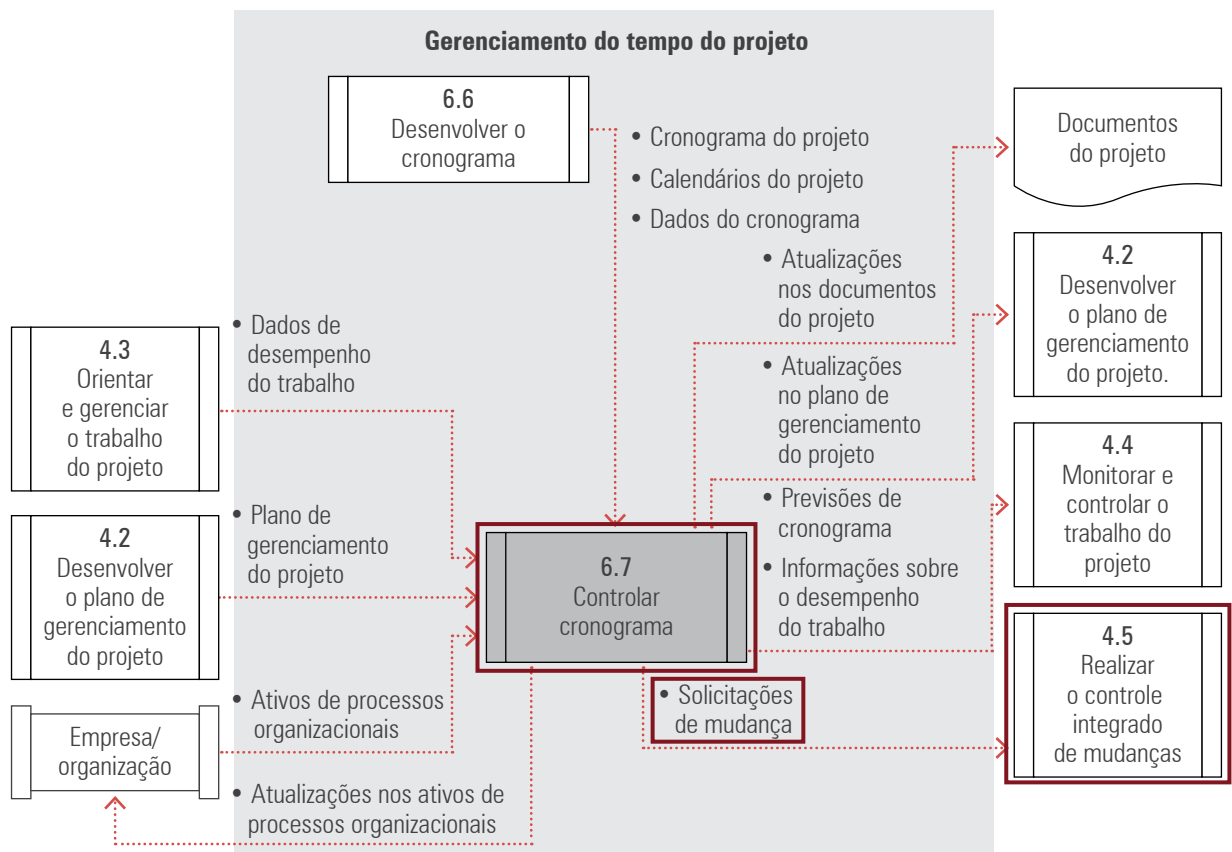 Gerenciamento do tempo do projeto
6.6
Desenvolver o
cronograma
• Cronograma do projeto
• Calendários do projeto
• Dados do cronograma
Documentos
do projeto
• Atualizações
nos documentos
do projeto
4.2
Desenvolver
o plano de
gerenciamento
do projeto.
4.3
Orientar
e gerenciar
o trabalho
do projeto
• Dados de
desempenho
do trabalho
• Atualizações
no plano de
gerenciamento
do projeto
4.4
Monitorar e
controlar o
trabalho do
projeto
4.2
Desenvolver
o plano de
gerenciamento
do projeto
• Plano de
gerenciamento
do projeto
6.7
Controlar
cronograma
• Previsões de
cronograma
• Informações sobre
o desempenho
do trabalho
4.5
Realizar
o controle
integrado
de mudanças
• Solicitações
de mudança
Empresa/
organização
• Ativos de processos
organizacionais
• Atualizações nos ativos de
processos organizacionais